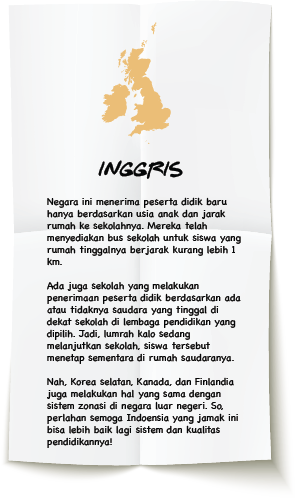 INGGRIS
Negara ini menerima peserta didik baru
hanya berdasarkan usia anak dan jarak
rumah ke sekolahnya. Mereka telah
menyediakan bus sekolah untuk siswa yang
rumah tinggalnya berjarak kurang lebih 1
km.
Ada juga sekolah yang melakukan
penerimaan peserta didik berdasarkan ada
atau tidaknya saudara yang tinggal di
dekat sekolah di lembaga pendidikan yang
dipilih. Jadi, lumrah kalo sedang
melanjutkan sekolah, siswa tersebut
menetap sementara di rumah saudaranya.
Nah, Korea selatan, Kanada, dan Finlandia
juga melakukan hal yang sama dengan
sistem zonasi di negara luar negeri. So,
perlahan semoga Indoensia yang jamak ini
bisa lebih baik lagi sistem dan kualitas
pendidikannya!